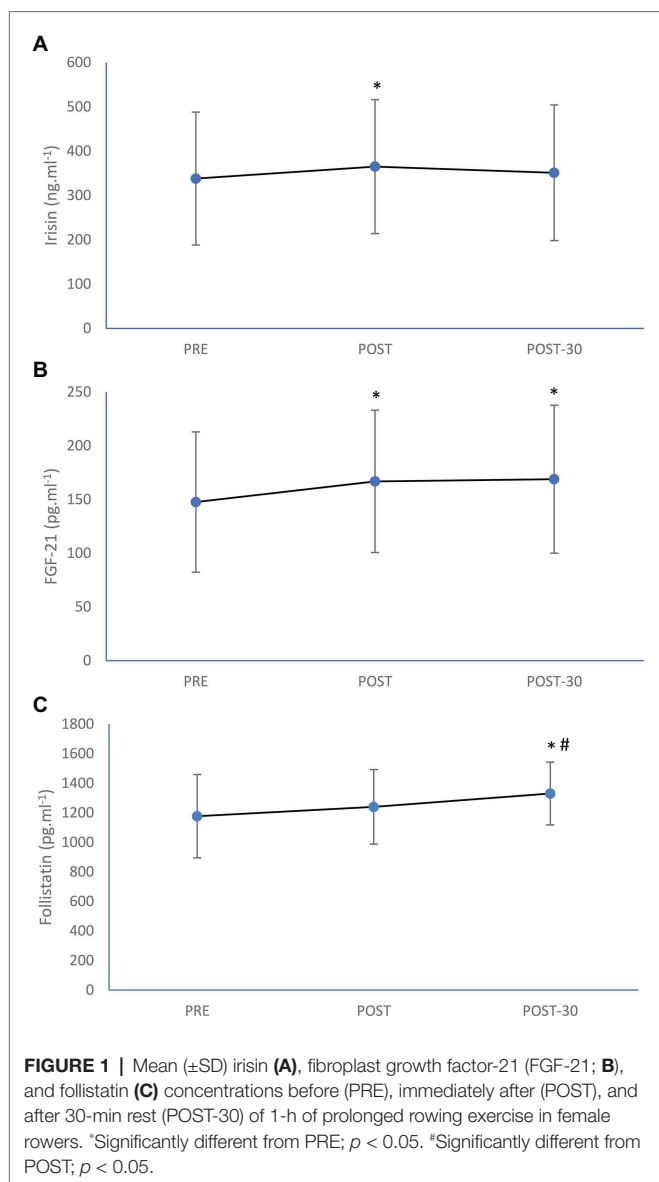 A
600
500
400
300
200
100
0
Irisin (ng.ml-1)
*
PRE POST POST-30
B
250
200
150
100
50
0
FGF-21 (pg.ml-1)
* *
PRE POST POST-30
C
1800
1600
1400
1200
1000
800
600
400
200
0
Follistatin (pg.ml-1)
* #
PRE POST POST-30
FIGURE 1 | Mean (±SD) irisin (A), fibroplast growth factor-21 (FGF-21; B),
and follistatin (C) concentrations before (PRE), immediately after (POST), and
after 30-min rest (POST-30) of 1-h of prolonged rowing exercise in female
rowers. *Significantly different from PRE; p < 0.05. #Significantly different from
POST; p < 0.05.